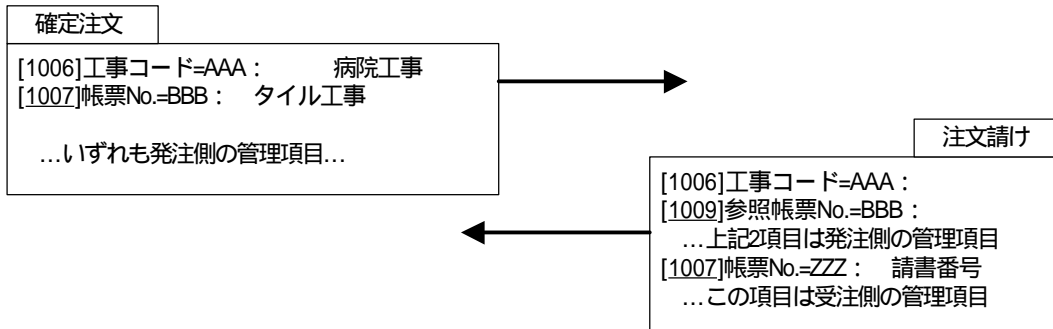 確定注文
[1006]工事コード=AAA： 病院工事
[1007]帳票No.=BBB： タイル工事
…いずれも発注側の管理項目…
注文請け
[1006]工事コード=AAA：
[1009]参照帳票No.=BBB：
…上記2項目は発注側の管理項目
[1007]帳票No.=ZZZ： 請書番号
…この項目は受注側の管理項目